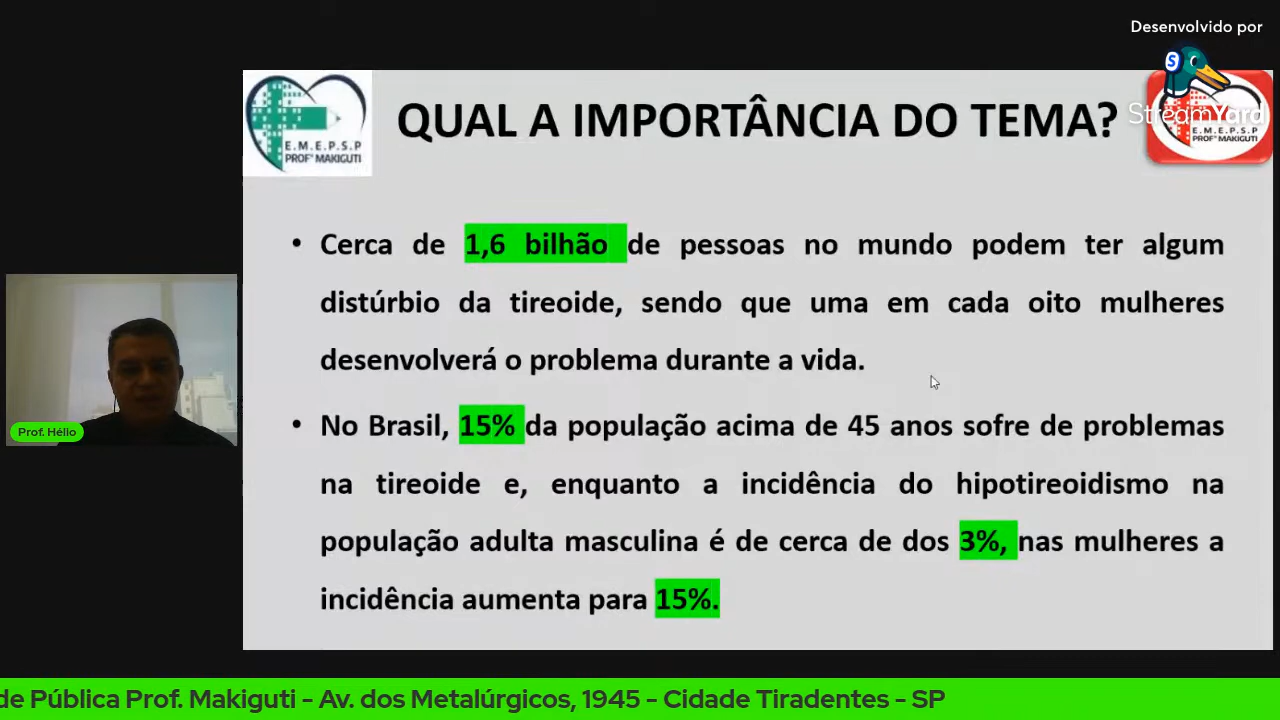 Desenvolvido por
S
StreamYard
E.M.E.P.S.P
PROFº MAKIGUTI
QUAL A IMPORTÂNCIA DO TEMA?
E.M.E.P.S.P
PROFº MAKIGUTI
• Cerca de 1,6 bilhão de pessoas no mundo podem ter algum
distúrbio da tireoide, sendo que uma em cada oito mulheres
desenvolverá o problema durante a vida.
• No Brasil, 15% da população acima de 45 anos sofre de problemas
na tireoide e, enquanto a incidência do hipotireoidismo na
população adulta masculina é de cerca de dos 3%, nas mulheres a
incidência aumenta para 15%.
Prof. Hélio
de Pública Prof. Makiguti - Av. dos Metalúrgicos, 1945 - Cidade Tiradentes - SP